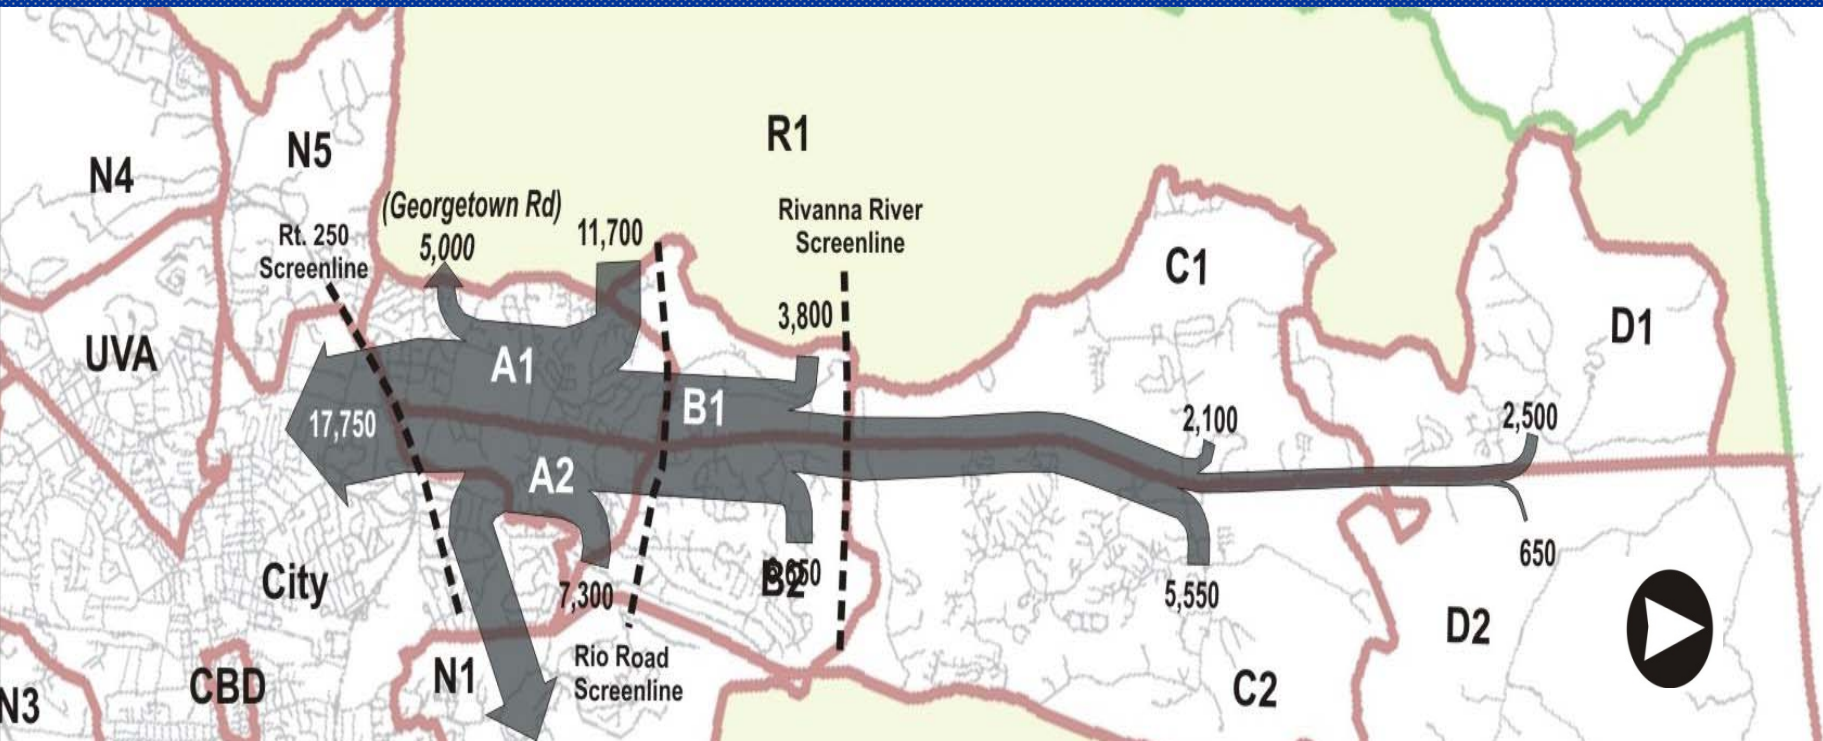 R1
N5
N4
(Georgetown Rd)
5,000
11,700
Rt. 250
Screenline
Rivanna River
Screenline
3,800
C1
D1
UVA
A1
B1
17,750
2,100
2,500
A2
650
City
B2
7,300
5,550
D2
Rio Road
Screenline
N1
CBD
C2
N3